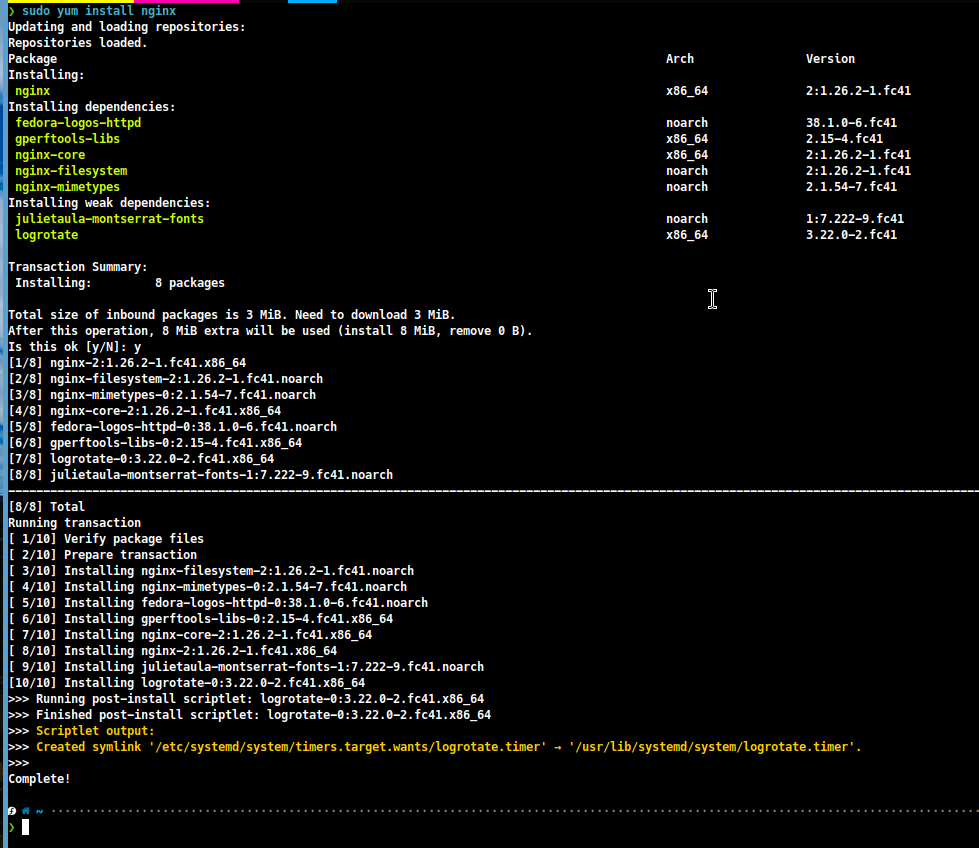 ❯ sudo yum install nginx
Updating and loading repositories:
Repositories loaded.
Package Arch Version
Installing:
nginx x86_64 2:1.26.2-1.fc41
Installing dependencies:
fedora-logos-httpd noarch 38.1.0-6.fc41
gperftools-libs x86_64 2.15-4.fc41
nginx-core x86_64 2:1.26.2-1.fc41
nginx-filesystem noarch 2:1.26.2-1.fc41
nginx-mimetypes noarch 2.1.54-7.fc41
Installing weak dependencies:
julietaula-montserrat-fonts noarch 1:7.222-9.fc41
logrotate x86_64 3.22.0-2.fc41
Transaction Summary:
Installing: 8 packages
Total size of inbound packages is 3 MiB. Need to download 3 MiB.
After this operation, 8 MiB extra will be used (install 8 MiB, remove 0 B).
Is this ok [y/N]: y
[1/8] nginx-2:1.26.2-1.fc41.x86_64
[2/8] nginx-filesystem-2:1.26.2-1.fc41.noarch
[3/8] nginx-mimetypes-0:2.1.54-7.fc41.noarch
[4/8] nginx-core-2:1.26.2-1.fc41.x86_64
[5/8] fedora-logos-httpd-0:38.1.0-6.fc41.noarch
[6/8] gperftools-libs-0:2.15-4.fc41.x86_64
[7/8] logrotate-0:3.22.0-2.fc41.x86_64
[8/8] julietaula-montserrat-fonts-1:7.222-9.fc41.noarch
[8/8] Total
Running transaction
[ 1/10] Verify package files
[ 2/10] Prepare transaction
[ 3/10] Installing nginx-filesystem-2:1.26.2-1.fc41.noarch
[ 4/10] Installing nginx-mimetypes-0:2.1.54-7.fc41.noarch
[ 5/10] Installing fedora-logos-httpd-0:38.1.0-6.fc41.noarch
[ 6/10] Installing gperftools-libs-0:2.15-4.fc41.x86_64
[ 7/10] Installing nginx-core-2:1.26.2-1.fc41.x86_64
[ 8/10] Installing nginx-2:1.26.2-1.fc41.x86_64
[ 9/10] Installing julietaula-montserrat-fonts-1:7.222-9.fc41.noarch
[10/10] Installing logrotate-0:3.22.0-2.fc41.x86_64
>>> Running post-install scriptlet: logrotate-0:3.22.0-2.fc41.x86_64
>>> Finished post-install scriptlet: logrotate-0:3.22.0-2.fc41.x86_64
>>> Scriptlet output:
>>> Created symlink '/etc/systemd/system/timers.target.wants/logrotate.timer' → '/usr/lib/systemd/system/logrotate.timer'.
>>>
Complete!
~
❯